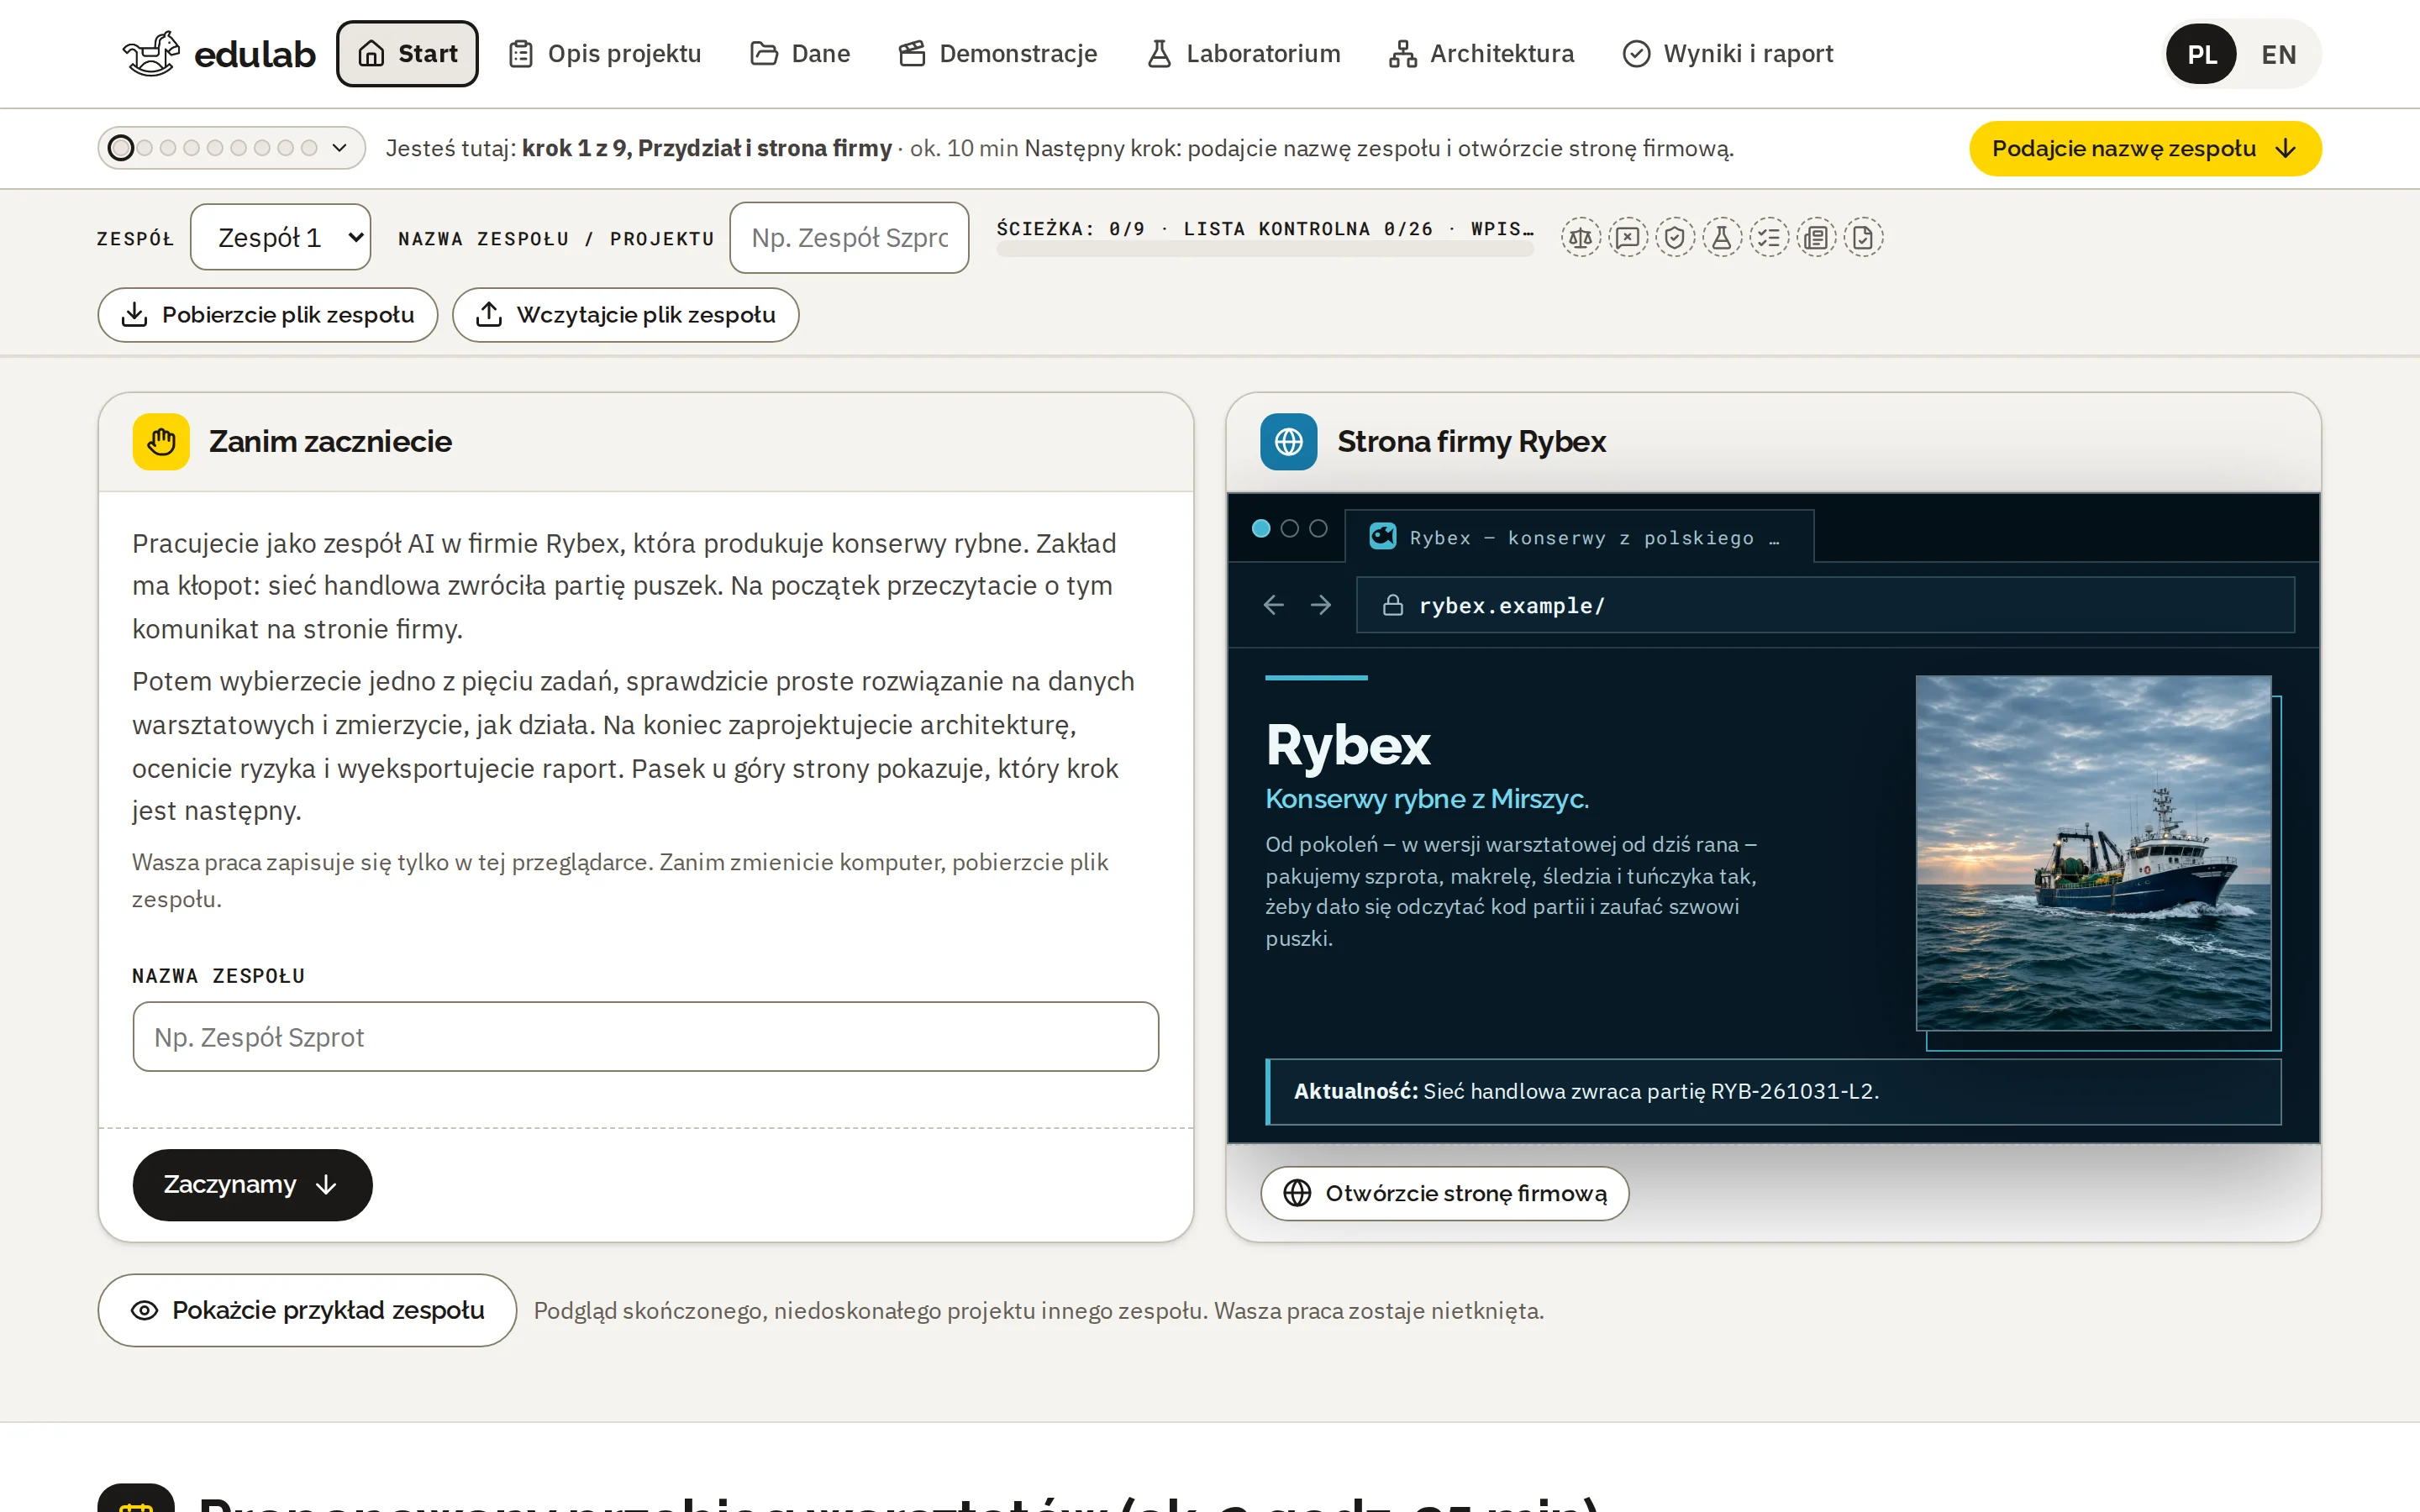 edulab
Start
Opis projektu
Dane
Demonstracje
Laboratorium
Architektura
Wyniki i raport
PL
EN
Jesteś tutaj: krok 1 z 9, Przydział i strona firmy · ok. 10 min Następny krok: podajcie nazwę zespołu i otwórzcie stronę firmową.
Podajcie nazwę zespołu
ZESPÓŁ
Zespół 1
NAZWA ZESPOŁU / PROJEKTU
Np. Zespół Szprc
ŚCIEŻKA: 0/9 · LISTA KONTROLNA 0/26 · WPIS…
Pobierzcie plik zespołu
Wczytajcie plik zespołu
Zanim zaczniecie
Pracujecie jako zespół AI w firmie Rybex, która produkuje konserwy rybne. Zakład
ma kłopot: sieć handlowa zwróciła partię puszek. Na początek przeczytacie o tym
komunikat na stronie firmy.
Potem wybierzecie jedno z pięciu zadań, sprawdzicie proste rozwiązanie na danych
warsztatowych i zmierzycie, jak działa. Na koniec zaprojektujecie architekturę,
ocenicie ryzyka i wyeksportujecie raport. Pasek u góry strony pokazuje, który krok
jest następny.
Wasza praca zapisuje się tylko w tej przeglądarce. Zanim zmienicie komputer, pobierzcie plik
zespołu.
NAZWA ZESPOŁU
Np. Zespół Szprot
Zaczynamy
Strona firmy Rybex
Rybex – konserwy z polskiego …
rybex.example/
Rybex
Konserwy rybne z Mirszyc.
Od pokoleń – w wersji warsztatowej od dziś rana –
pakujemy szprota, makrelę, śledzia i tuńczyka tak,
żeby dało się odczytać kod partii i zaufać szwowi
puszki.
Aktualność: Sieć handlowa zwraca partię RYB-261031-L2.
Otwórzcie stronę firmową
Pokażcie przykład zespołu
Podgląd skończonego, niedoskonałego projektu innego zespołu. Wasza praca zostaje nietknięta.
Proponowany przebieg warsztatów (ok.